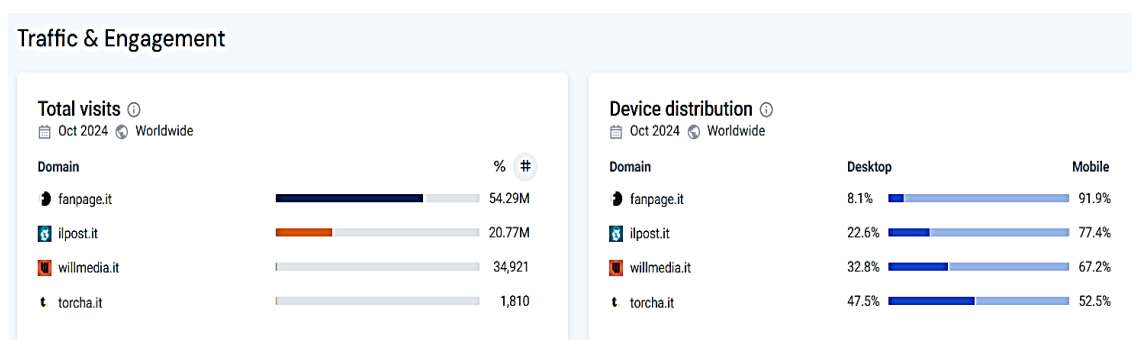 Traffic & Engagement
Total visits
Oct 2024 Worldwide
Domain % #
fanpage.it 54.29M
ilpost.it 20.77M
willmedia.it 34,921
torcha.it 1,810
Device distribution
Oct 2024 Worldwide
Domain Desktop Mobile
fanpage.it 8.1% 91.9%
ilpost.it 22.6% 77.4%
willmedia.it 32.8% 67.2%
t. torcha.it 47.5% 52.5%